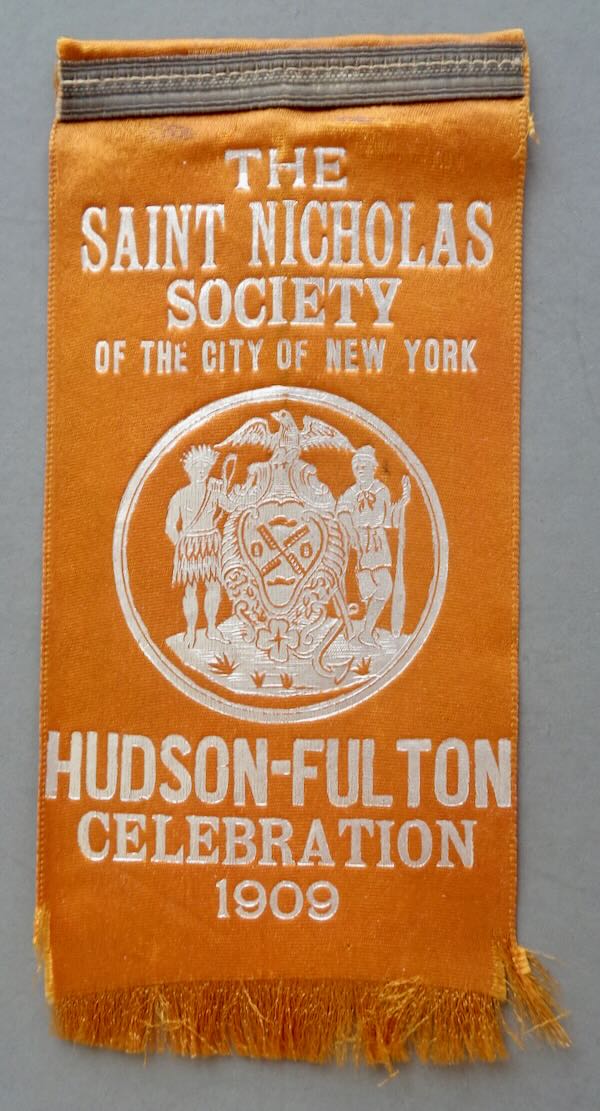 THE
SAINT NICHOLAS
SOCIETY
OF THE CITY OF NEW YORK
HUDSON-FULTON
CELEBRATION
1909